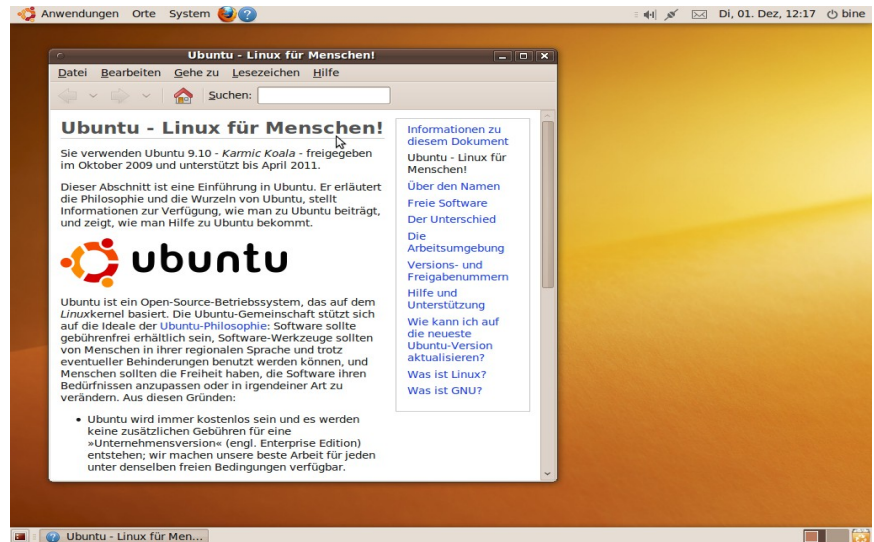 Anwendungen Orte System
Di, 01. Dez, 12:17 bine
Ubuntu - Linux für Menschen!
Datei Bearbeiten Gehe zu Lesezeichen Hilfe
Suchen:
Ubuntu - Linux für Menschen!
Sie verwenden Ubuntu 9.10 - Karmic Koala - freigegeben
im Oktober 2009 und unterstützt bis April 2011.
Dieser Abschnitt ist eine Einführung in Ubuntu. Er erläutert
die Philosophie und die Wurzeln von Ubuntu, stellt
Informationen zur Verfügung, wie man zu Ubuntu beiträgt,
und zeigt, wie man Hilfe zu Ubuntu bekommt.
ubuntu
Ubuntu ist ein Open-Source-Betriebssystem, das auf dem
Linuxkernel basiert. Die Ubuntu-Gemeinschaft stützt sich
auf die Ideale der Ubuntu-Philosophie: Software sollte
gebührenfrei erhältlich sein, Software-Werkzeuge sollten
von Menschen in ihrer regionalen Sprache und trotz
eventueller Behinderungen benutzt werden können, und
Menschen sollten die Freiheit haben, die Software ihren
Bedürfnissen anzupassen oder in irgendeiner Art zu
verändern. Aus diesen Gründen:
• Ubuntu wird immer kostenlos sein und es werden
keine zusätzlichen Gebühren für eine
»Unternehmensversion« (engl. Enterprise Edition)
entstehen; wir machen unsere beste Arbeit für jeden
unter denselben freien Bedingungen verfügbar.
Informationen zu
diesem Dokument
Ubuntu - Linux für
Menschen!
Über den Namen
Freie Software
Der Unterschied
Die
Arbeitsumgebung
Versions- und
Freigabenummern
Hilfe und
Unterstützung
Wie kann ich auf
die neueste
Ubuntu-Version
aktualisieren?
Was ist Linux?
Was ist GNU?
Ubuntu - Linux für Men...